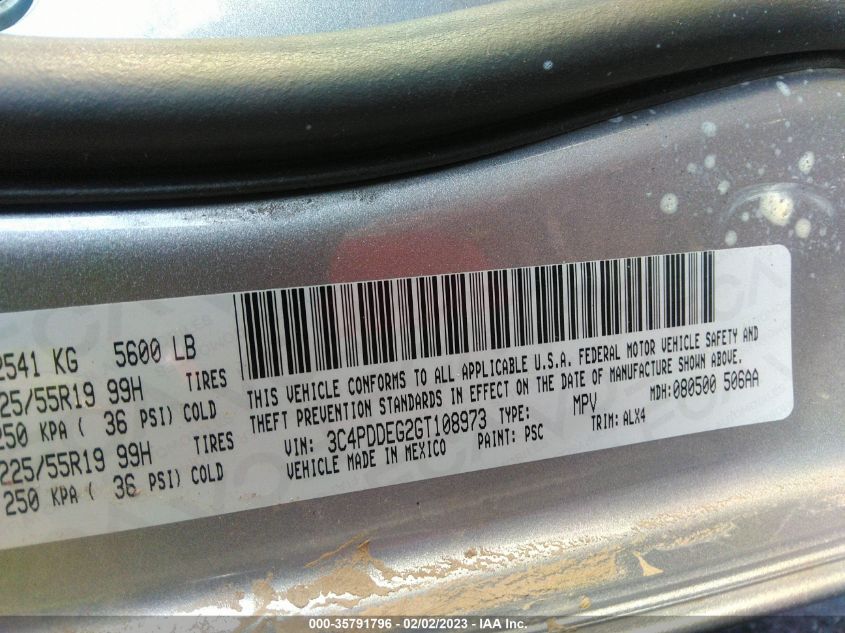 2541 KG 5600 LB
25/55R19 99H TIRES
250 KPA ( 36 PSI) COLD
225/55R19 99H TIRES
250 KPA ( 36 PSI) COLD
THIS VEHICLE CONFORMS TO ALL APPLICABLE U.S.A. FEDERAL MOTOR VEHICLE SAFETY AND
THEFT PREVENTION STANDARDS IN EFFECT ON THE DATE OF MANUFACTURE SHOWN ABOVE.
VIN: 3C4PDDEG2GT108973 TYPE: MPV MDH:080500 506AA
VEHICLE MADE IN MEXICO PAINT: PSC TRIM: ALX4
000-35791796 - 02/02/2023 - IAA Inc.